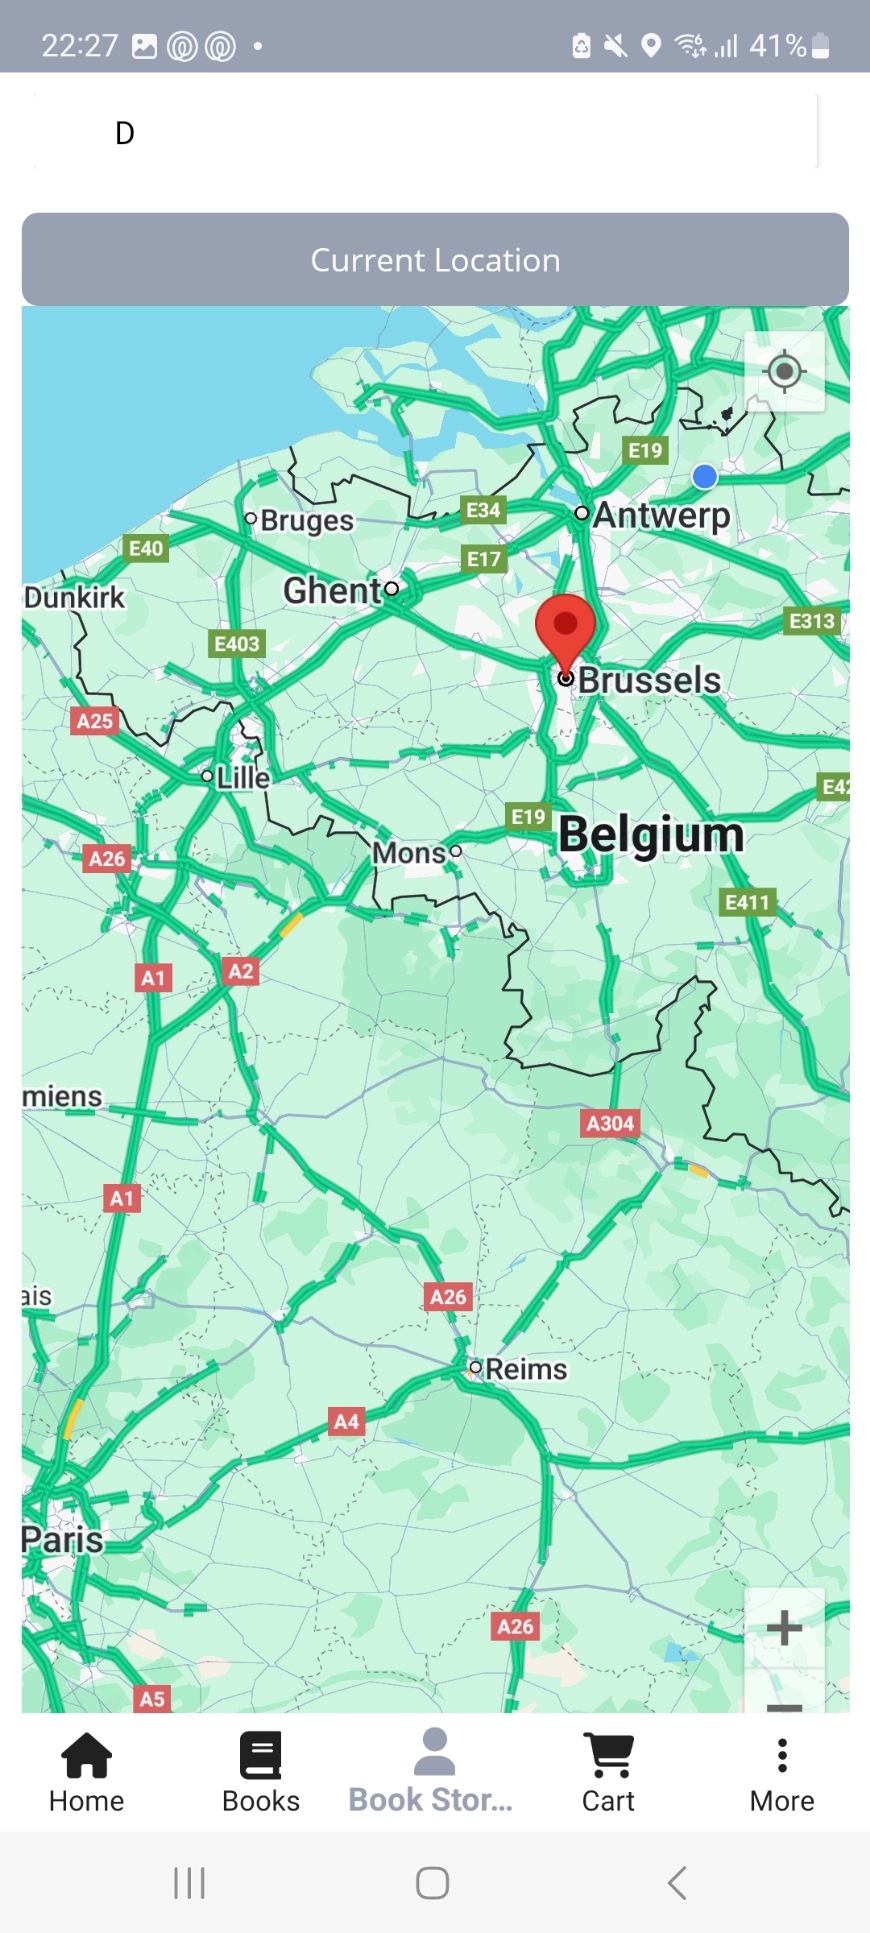 22:27
41%
D
Current Location
E19
Antwerp
E34
Bruges
E40
E17
Ghent
Dunkirk
E313
E403
Brussels
A25
Lille
E42
E19
Belgium
Mons
A26
E411
A1
A2
miens
A304
A1
ais
A26
Reims
A4
Paris
A26
A5
Home
Books
Book Stor...
Cart
More